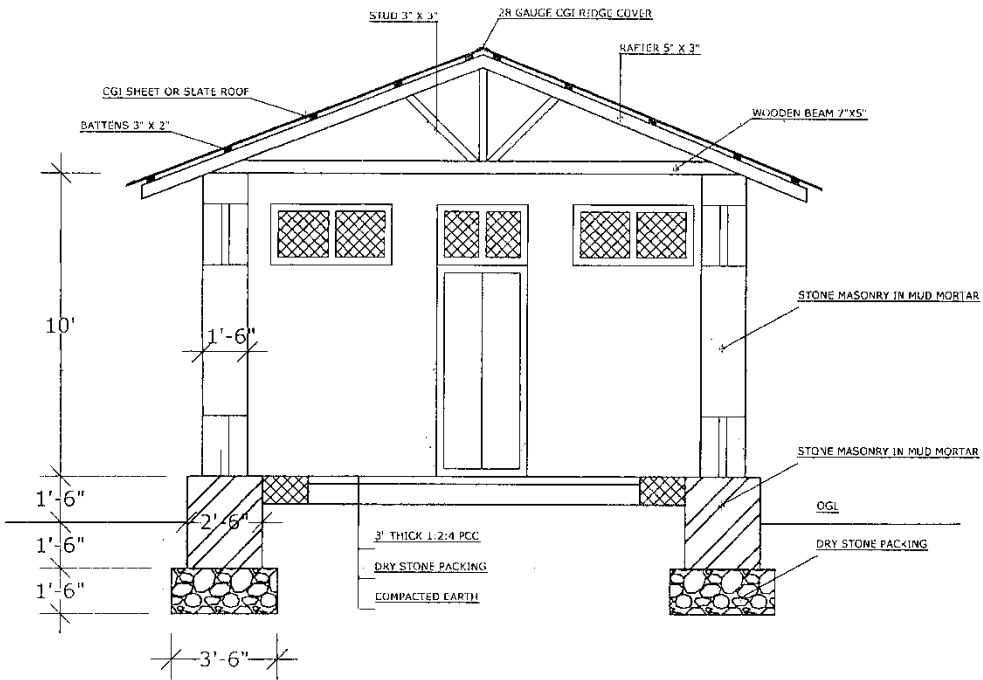 STUD 3" X 3"
28 GAUGE CGI RIDGE COVER
RAFTER 5" X 3"
CGI SHEET OR SLATE ROOF
BATTENS 3" X 2"
WOODEN BEAM 7"X5"
STONE MASONRY IN MUD MORTAR
10'
1'-6"
STONE MASONRY IN MUD MORTAR
1'-6"
2'-6"
OGL
1'-6"
3' THICK 1:2:4 PCC
DRY STONE PACKING
DRY STONE PACKING
1'-6"
COMPACTED EARTH
3'-6"